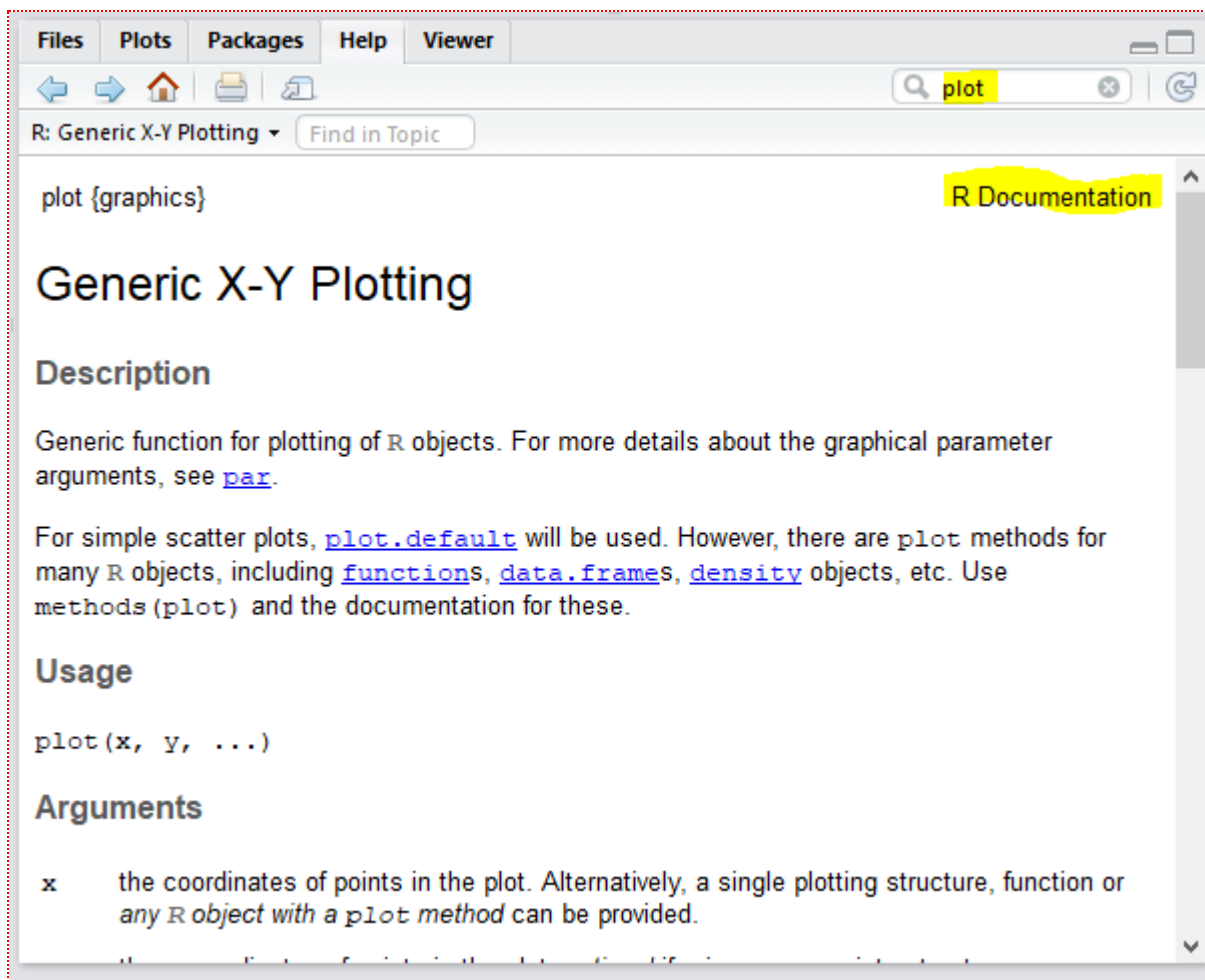 Files Plots Packages Help Viewer
plot
R: Generic X-Y Plotting Find in Topic
plot {graphics} R Documentation
Generic X-Y Plotting
Description
Generic function for plotting of R objects. For more details about the graphical parameter
arguments, see par.
For simple scatter plots, plot.default will be used. However, there are plot methods for
many R objects, including functions, data.frames, density objects, etc. Use
methods(plot) and the documentation for these.
Usage
plot(x, y, ...)
Arguments
x the coordinates of points in the plot. Alternatively, a single plotting structure, function or
any R object with a plot method can be provided.